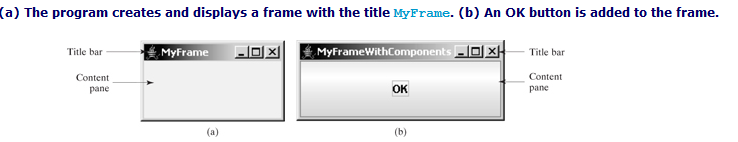 (a) The program creates and displays a frame with the title MyFrame. (b) An OK button is added to the frame.
Title bar
MyFrame
MyFrameWithComponents
Title bar
Content
pane
OK
Content
pane
(a)
(b)